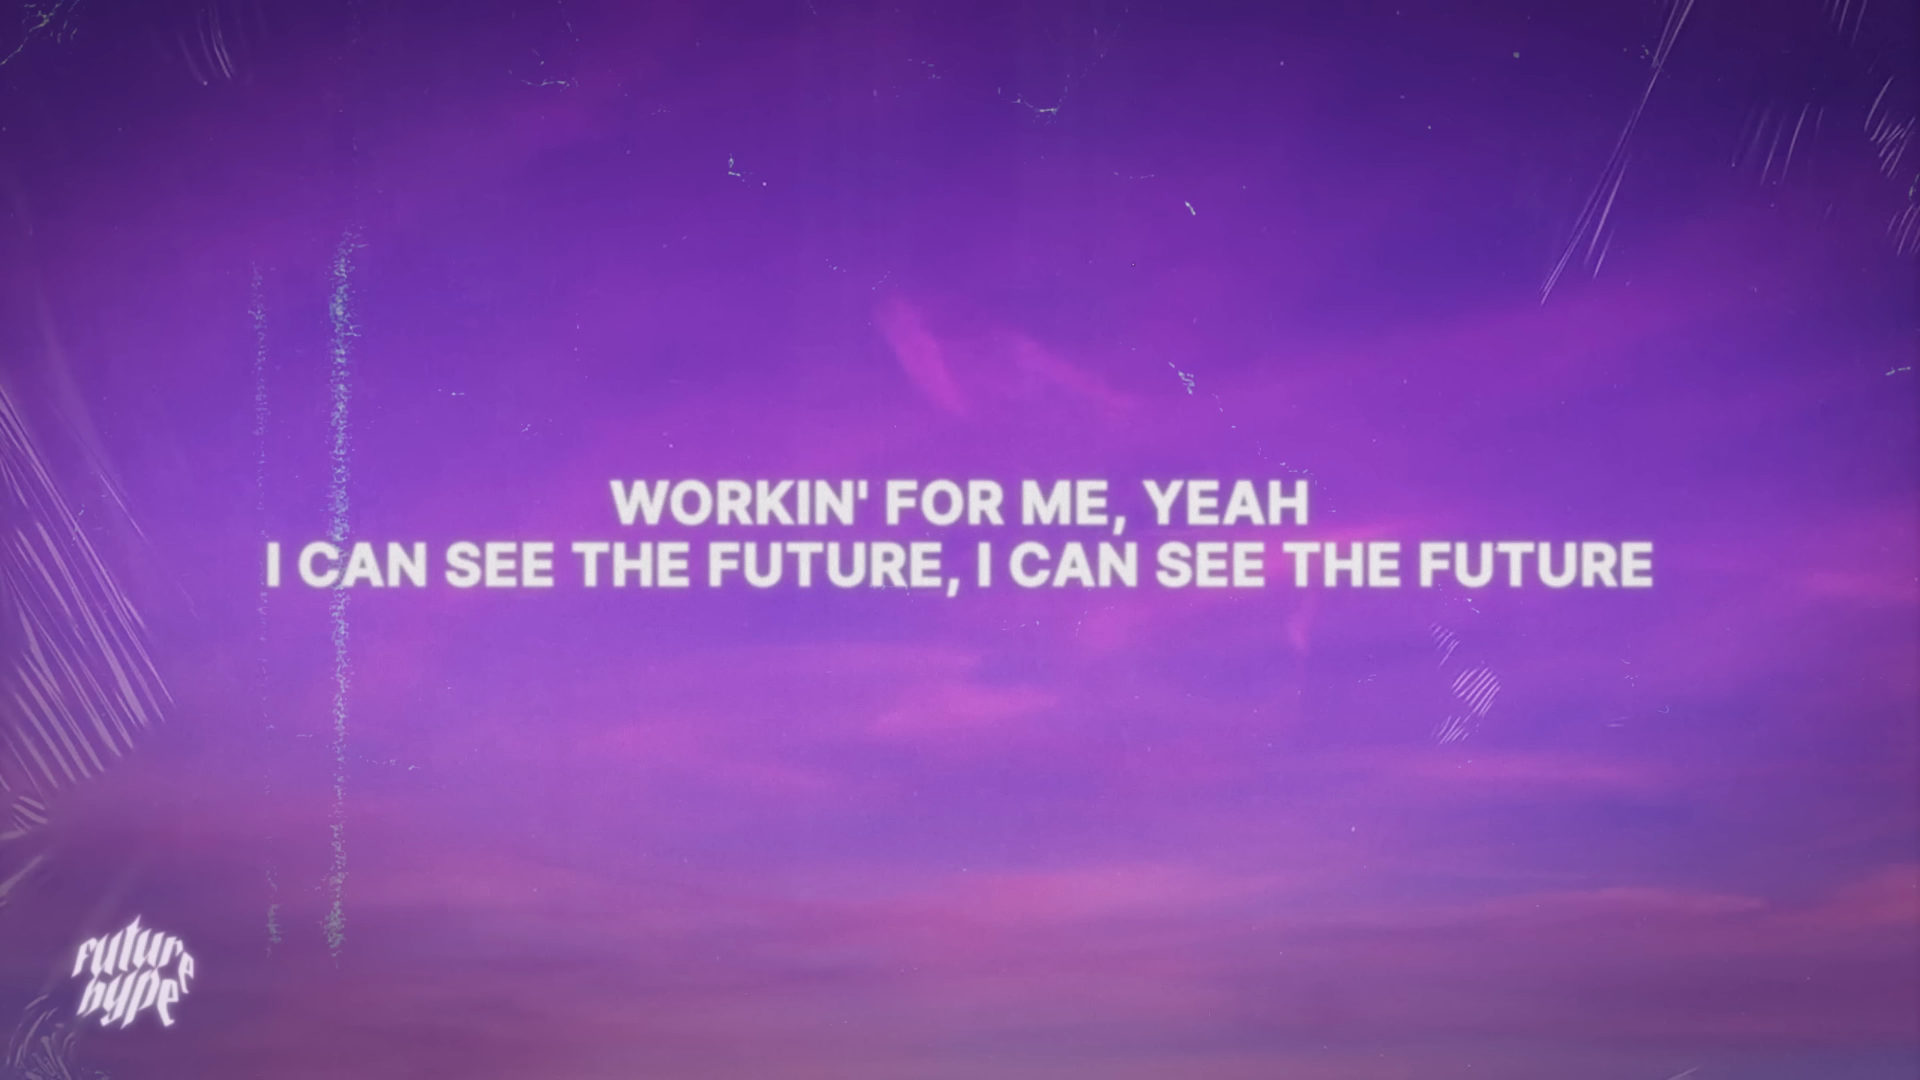 WORKIN' FOR ME, YEAH
I CAN SEE THE FUTURE, I CAN SEE THE FUTURE
future
hype